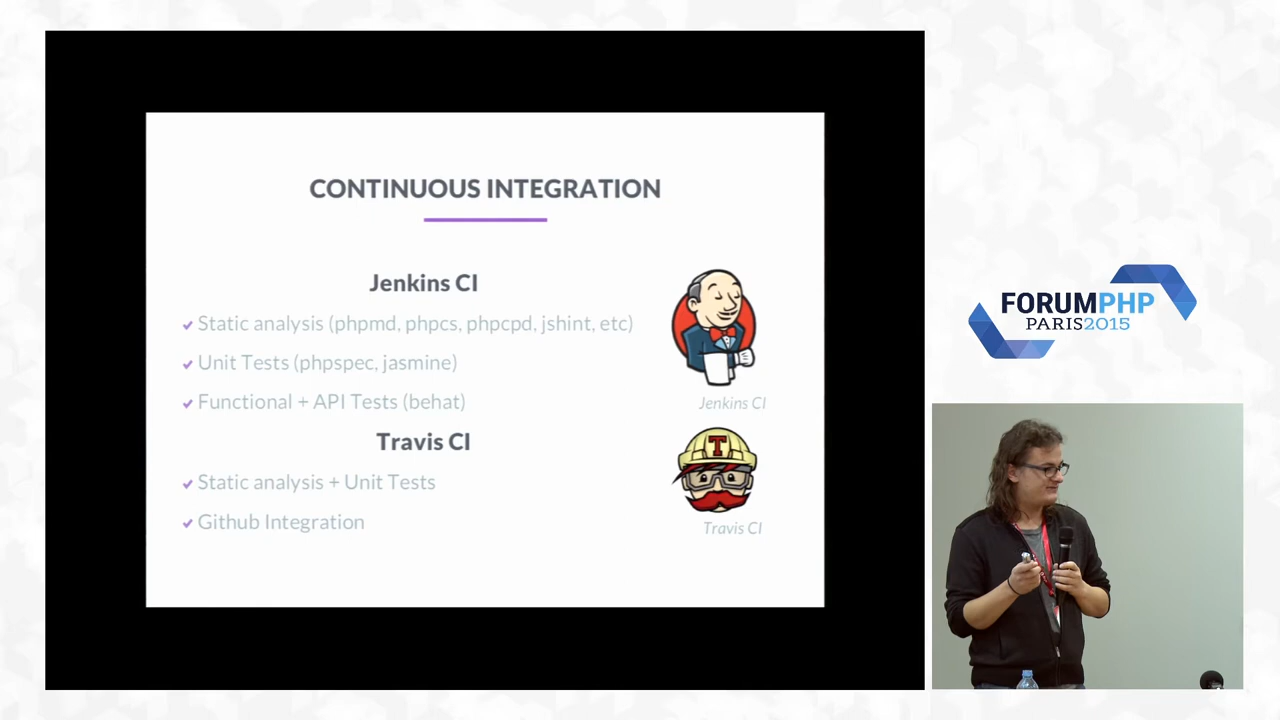 CONTINUOUS INTEGRATION
Jenkins CI
Static analysis (phpmd, phpcs, phpcpd, jshint, etc)
Unit Tests (phpspec, jasmine)
Functional + API Tests (behat)
Jenkins CI
Travis CI
Static analysis + Unit Tests
Github Integration
T
Travis CI
FORUMPHP
PARIS2015